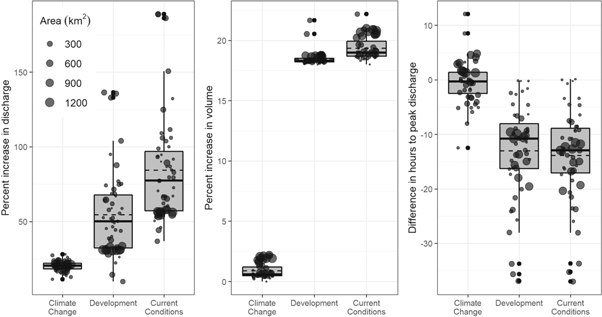 Percent increase in discharge
Area (km²)
300
600
900
1200
150
100
50
Climate Change
Development
Current Conditions
Percent increase in volume
20
15
10
5
0
Climate Change
Development
Current Conditions
Difference in hours to peak discharge
10
0
-10
-20
-30
Climate Change
Development
Current Conditions